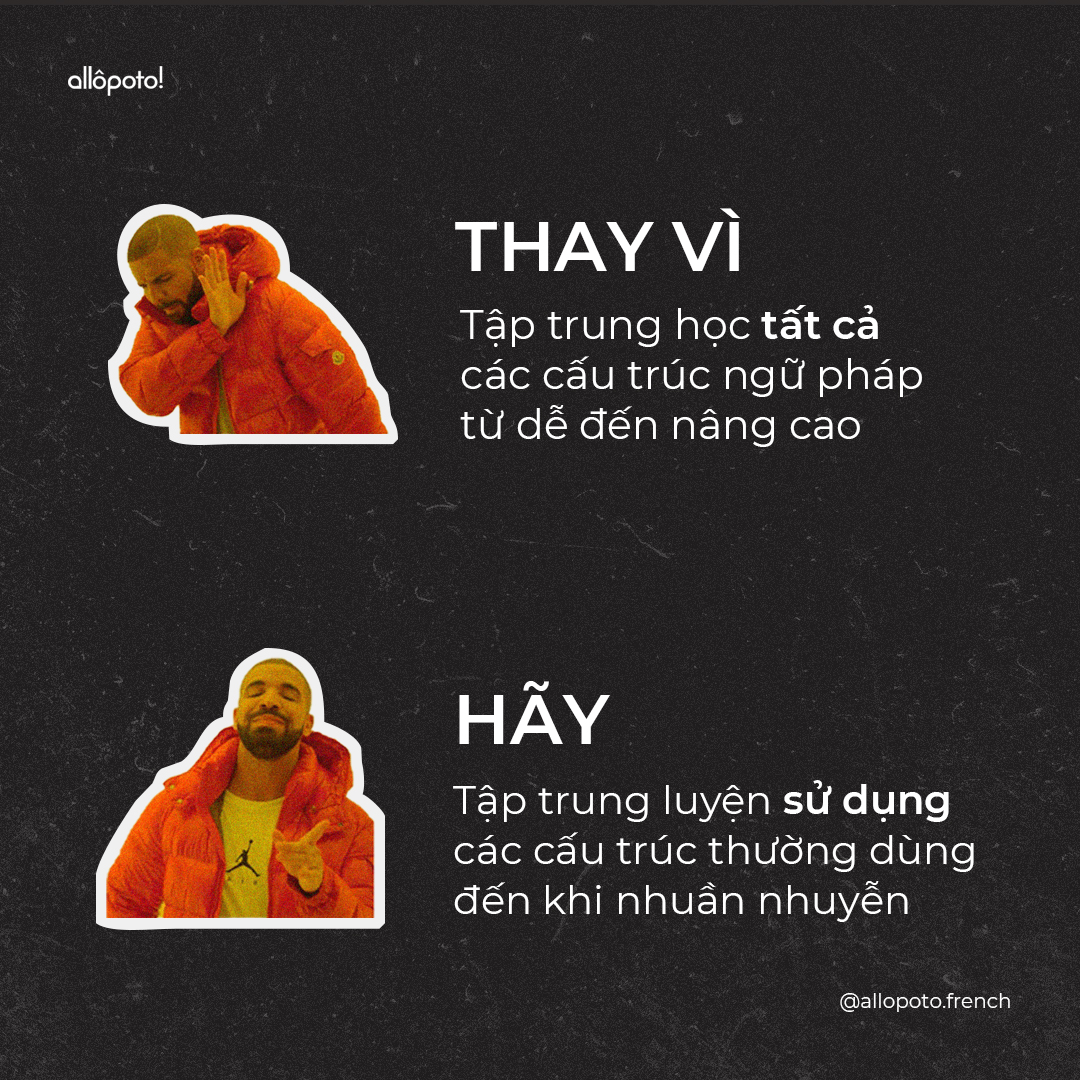 allôpoto!
THAY VÌ
Tập trung học tất cả
các cấu trúc ngữ pháp
từ dễ đến nâng cao
HÃY
Tập trung luyện sử dụng
các cấu trúc thường dùng
đến khi nhuần nhuyễn
@allopoto.french